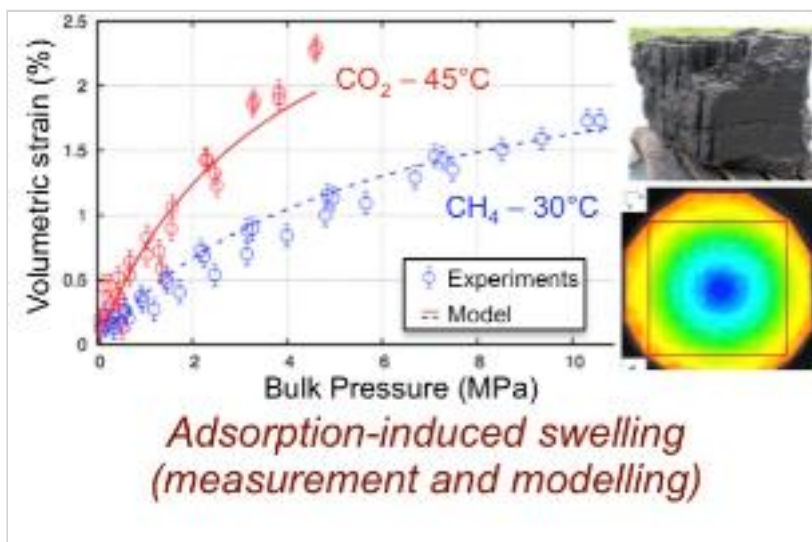 2.5
2
1.5
1
0.5
0
Volumetric strain (%)
CO₂ – 45°C
CH₄ – 30°C
Experiments
Model
0 2 4 6 8 10
Bulk Pressure (MPa)
Adsorption-induced swelling
(measurement and modelling)